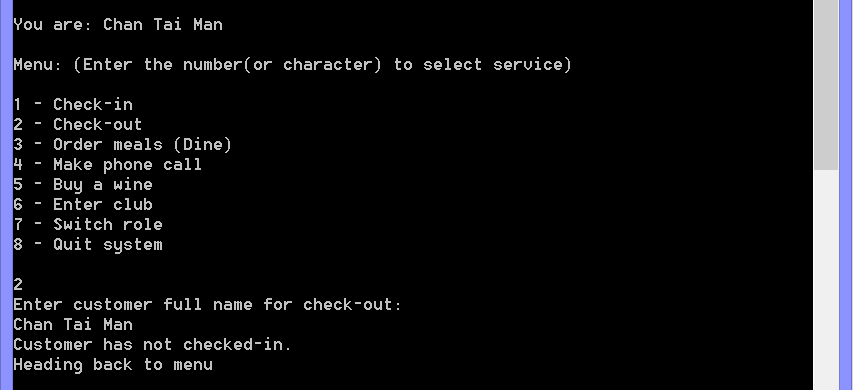 You are: Chan Tai Man
Menu: (Enter the number(or character) to select service)
1 - Check-in
2 - Check-out
3 - Order meals (Dine)
4 - Make phone call
5 - Buy a wine
6 - Enter club
7 - Switch role
8 - Quit system
2
Enter customer full name for check-out:
Chan Tai Man
Customer has not checked-in.
Heading back to menu